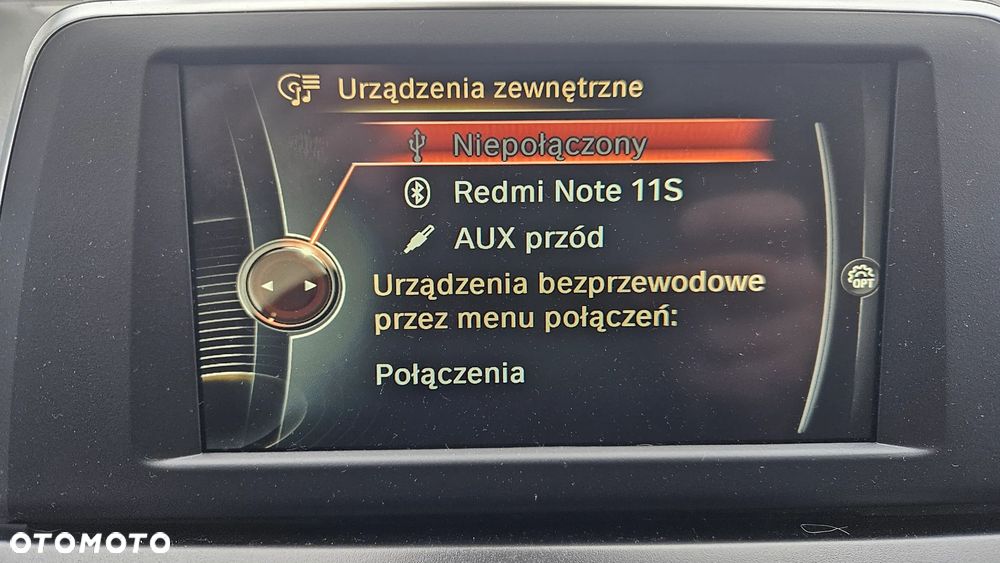 Urządzenia zewnętrzne
Niepołączony
Redmi Note 11S
AUX przód
OPT
Urządzenia bezprzewodowe
przez menu połączeń:
Połączenia
OTOMOTO